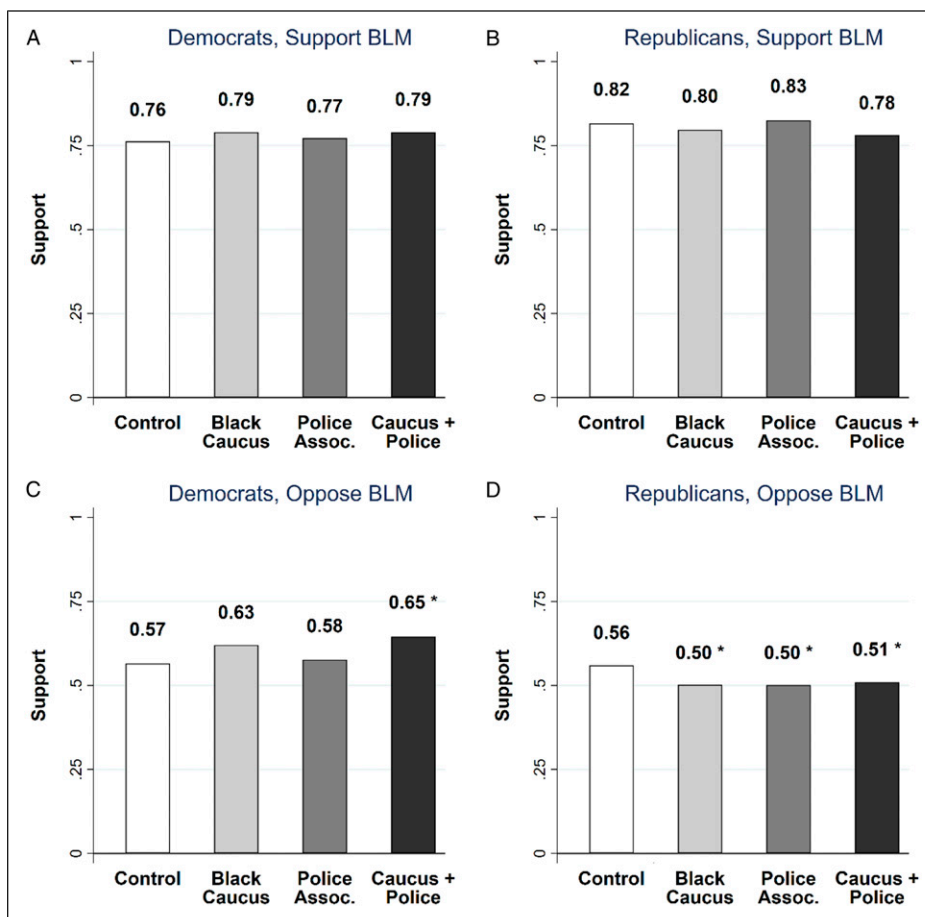 A Democrats, Support BLM
Support
1
.75
.5
.25
0
0.76
0.79
0.77
0.79
Control
Black
Caucus
Police
Assoc.
Caucus +
Police
B Republicans, Support BLM
Support
1
.75
.5
.25
0
0.82
0.80
0.83
0.78
Control
Black
Caucus
Police
Assoc.
Caucus +
Police
C Democrats, Oppose BLM
Support
1
.75
.5
.25
0
0.57
0.63
0.58
0.65 *
Control
Black
Caucus
Police
Assoc.
Caucus +
Police
D Republicans, Oppose BLM
Support
1
.75
.5
.25
0
0.56
0.50 *
0.50 *
0.51 *
Control
Black
Caucus
Police
Assoc.
Caucus +
Police